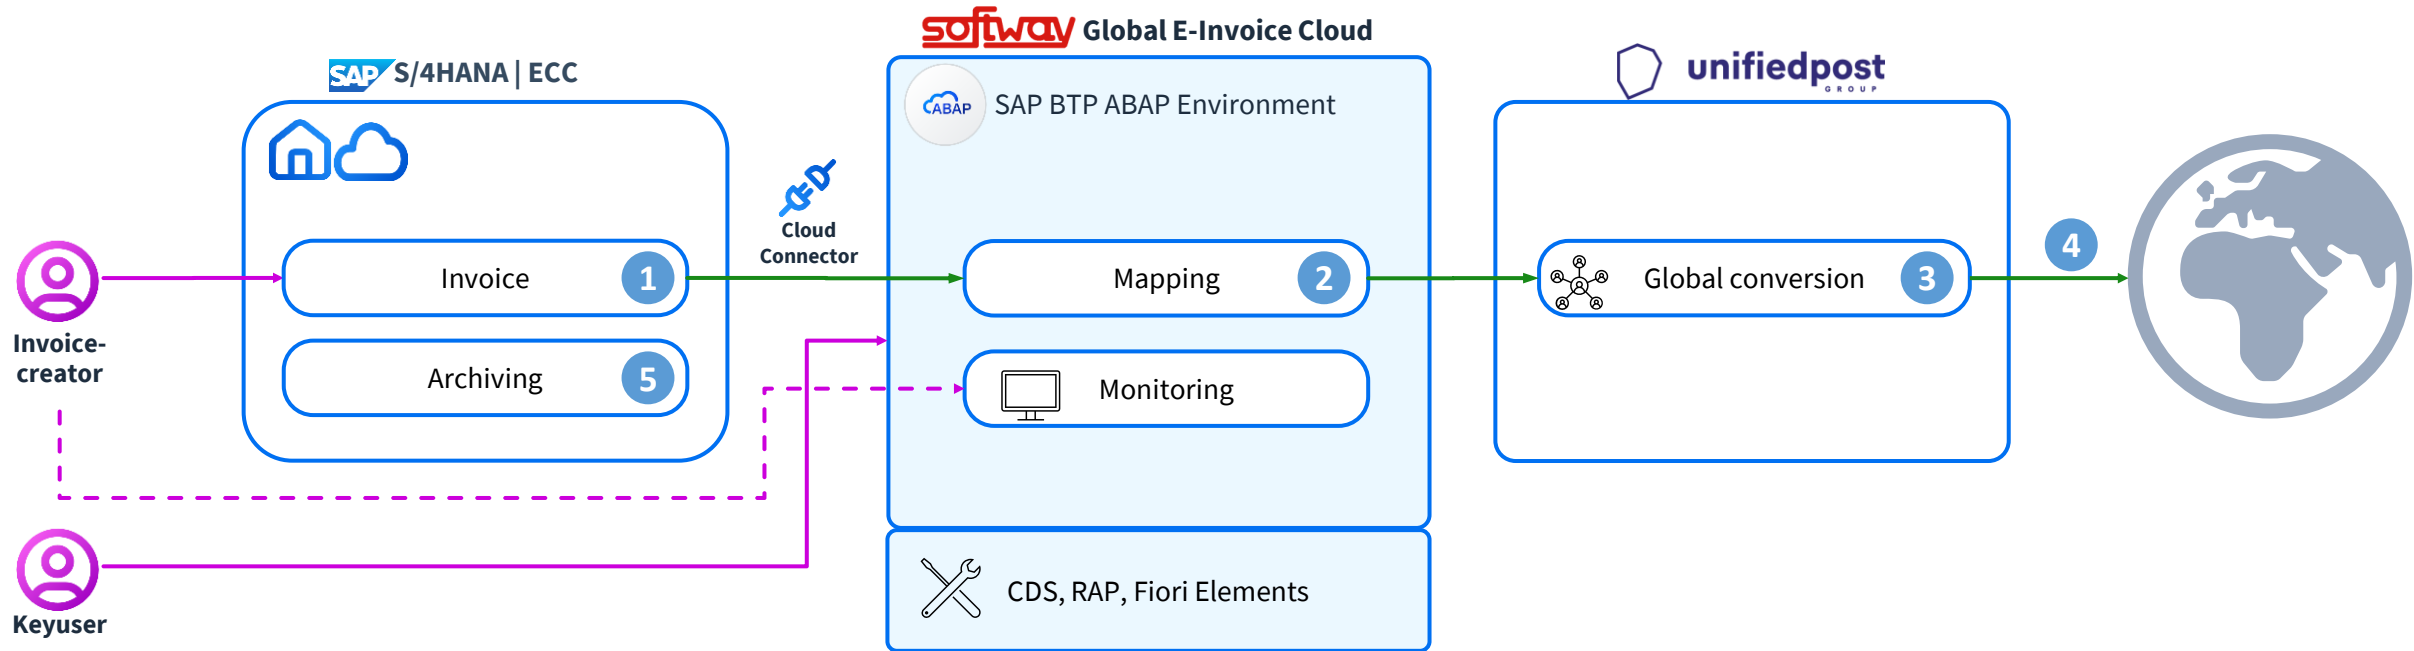 softway Global E-Invoice Cloud
SAP S/4HANA | ECC
unifiedpost
GROUP
ABAP
SAP BTP ABAP Environment
Cloud
Connector
Invoice 1
Mapping 2
Global conversion 3
4
Invoice-
creator
Archiving 5
Monitoring
CDS, RAP, Fiori Elements
Keyuser